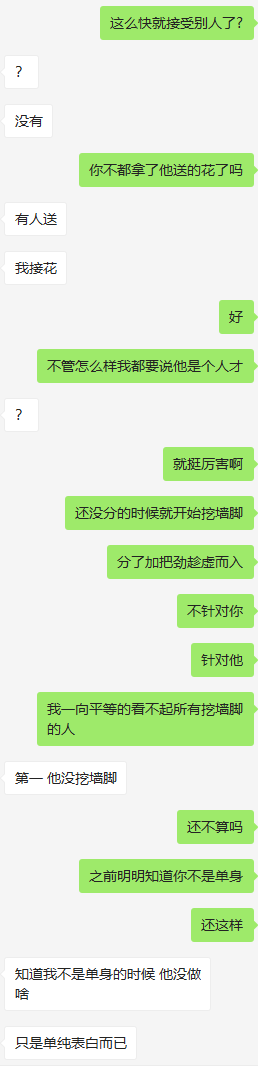 这么快就接受别人了?
?
没有
你不都拿了他送的花了吗
有人送
我接花
好
不管怎么样我都要说他是个人才
?
就挺厉害啊
还没分的时候就开始挖墙脚
分了加把劲趁虚而入
不针对你
针对他
我一向平等的看不起所有挖墙脚
的人
第一 他没挖墙脚
还不算吗
之前明明知道你不是单身
还这样
知道我不是单身的时候 他没做
啥
只是单纯表白而已